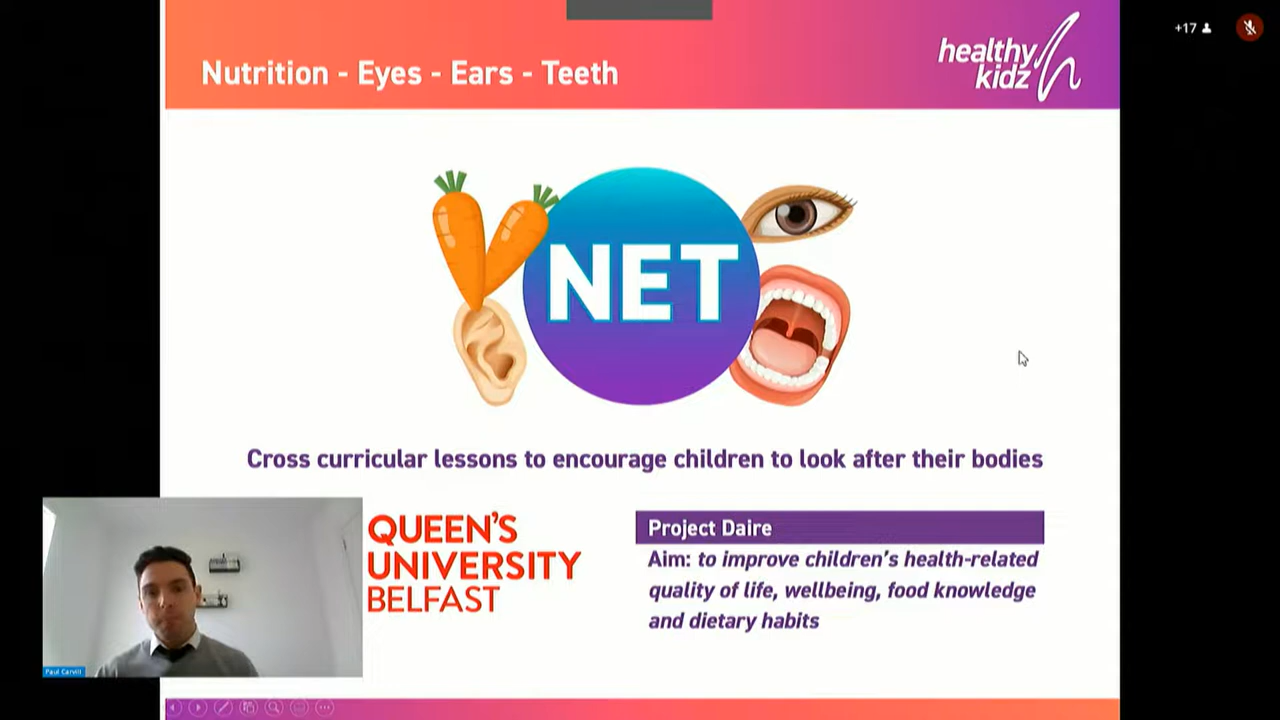 +17
Nutrition - Eyes - Ears - Teeth
healthy
kidz
NET
Cross curricular lessons to encourage children to look after their bodies
QUEEN'S
UNIVERSITY
BELFAST
Project Daire
Aim: to improve children's health-related
quality of life, wellbeing, food knowledge
and dietary habits
Paul Carvill